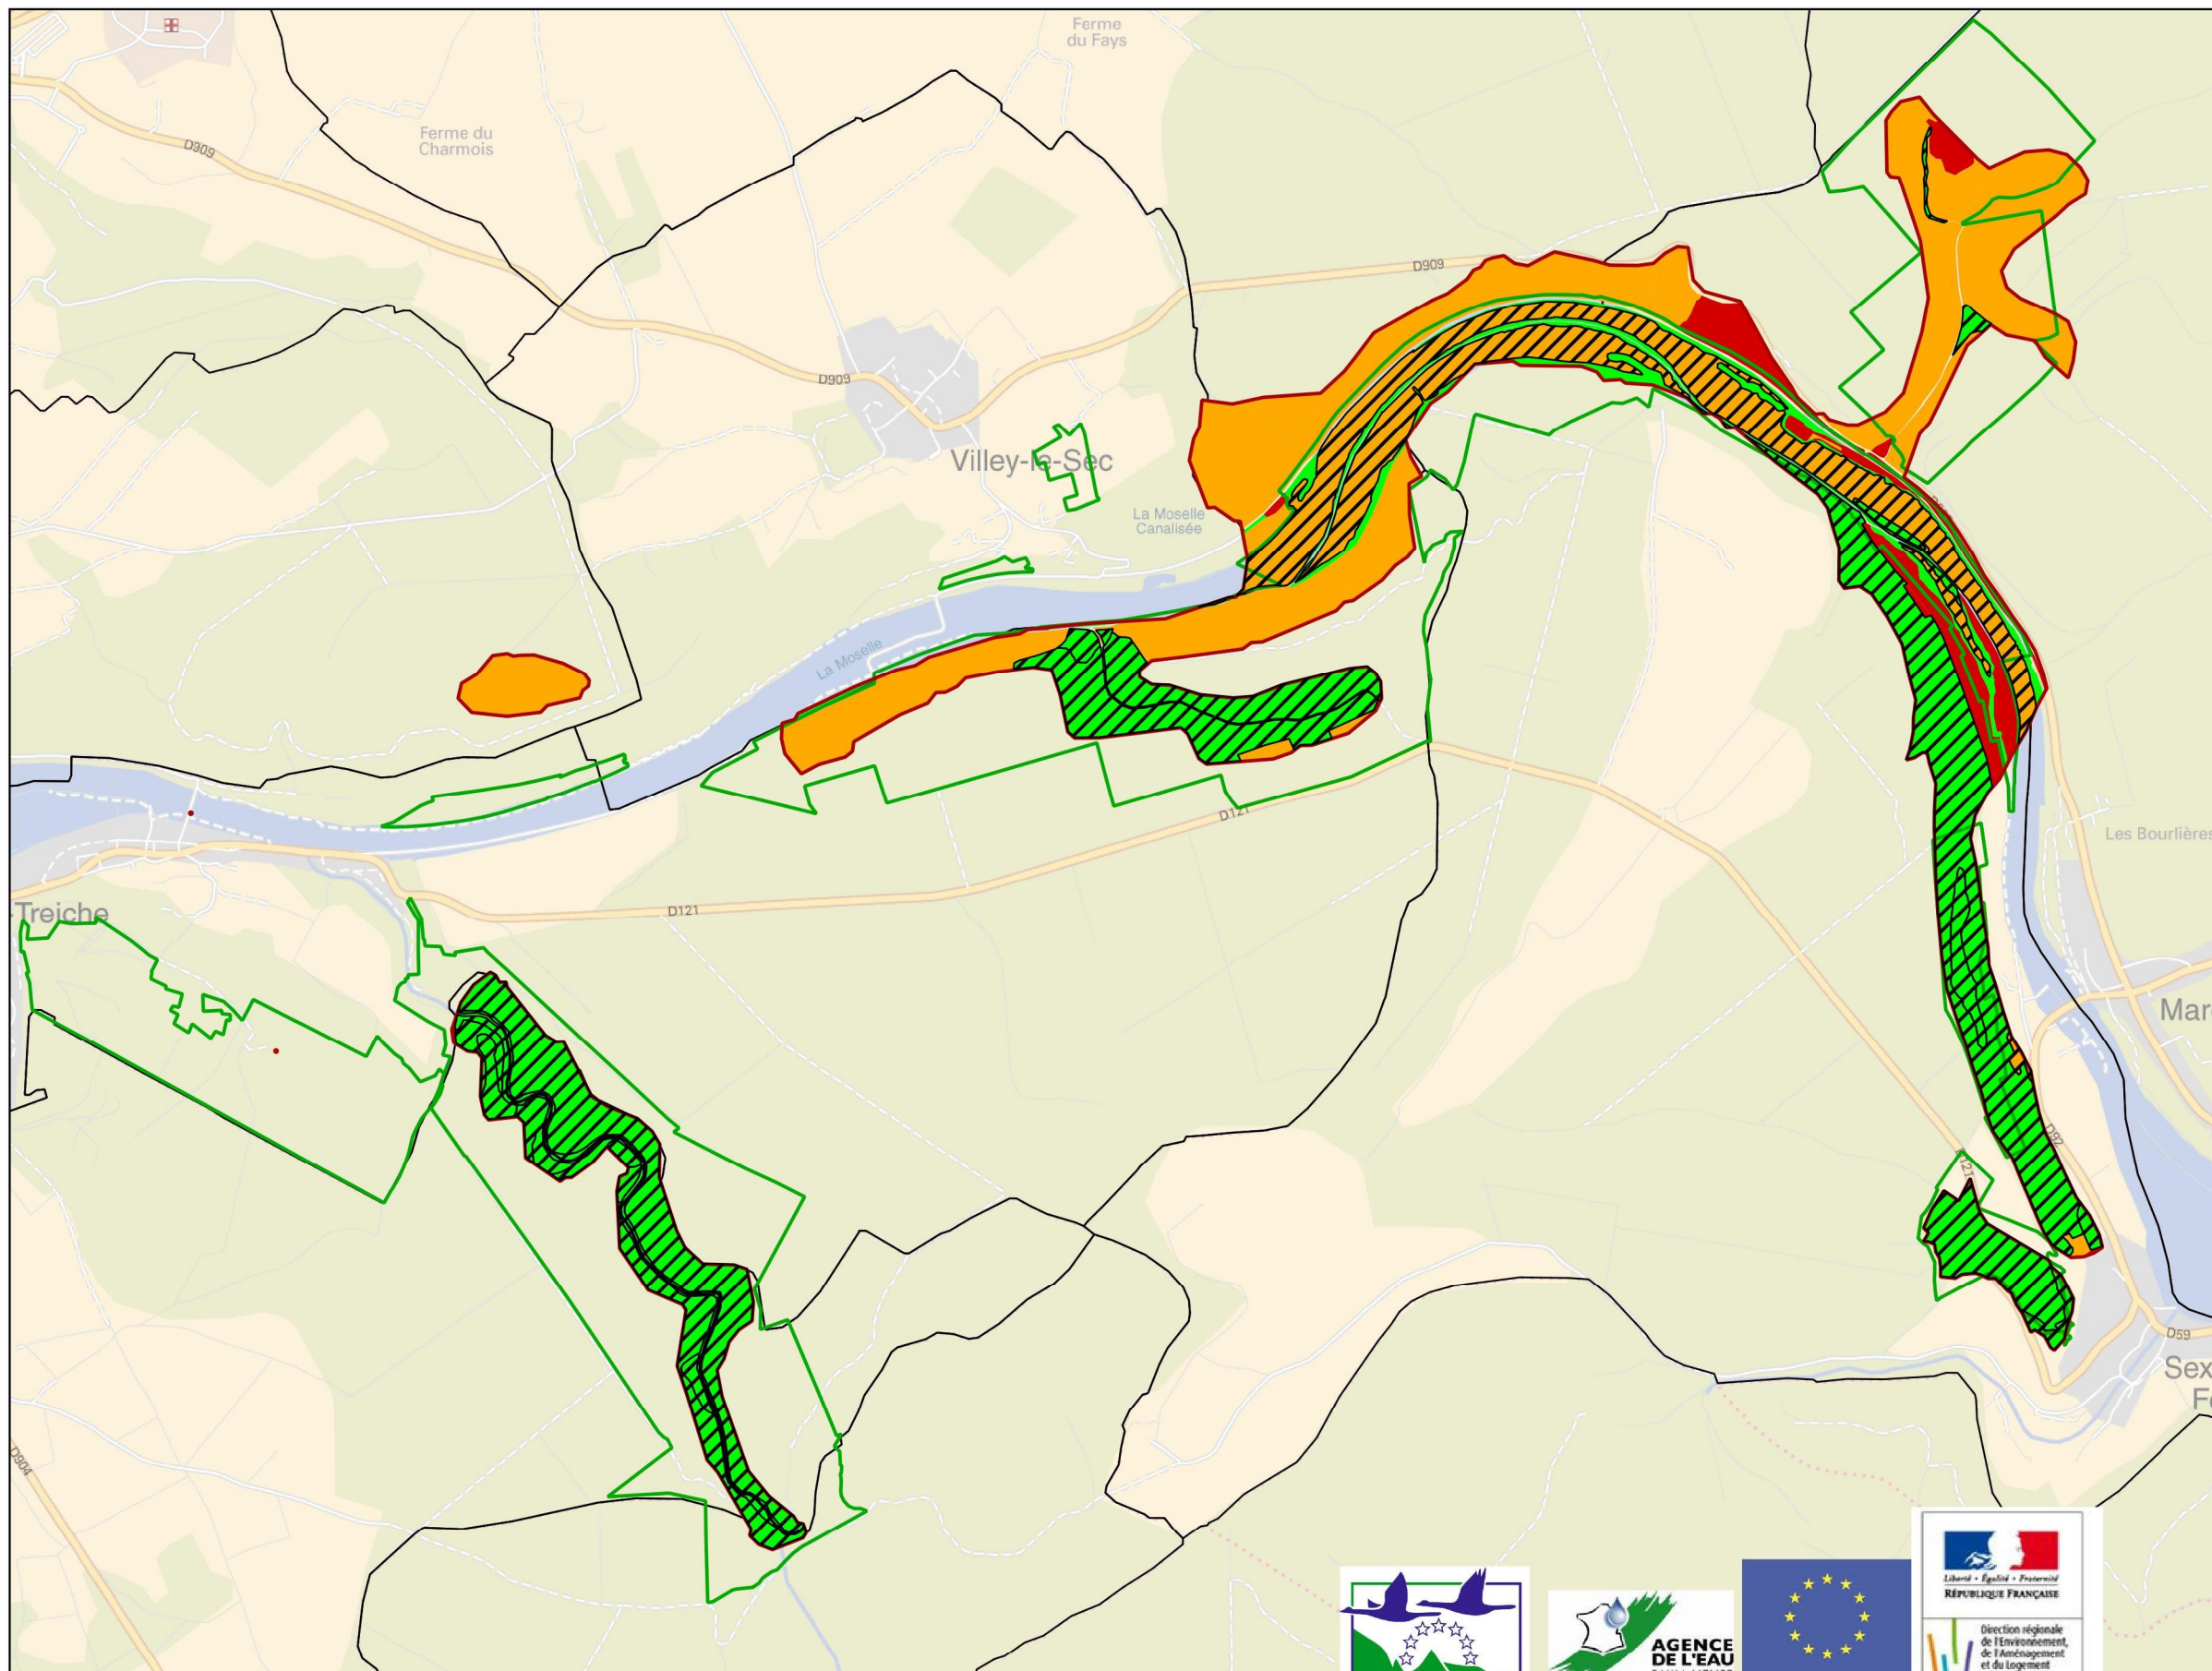 Ferme
du Fays
Ferme du
Charmois
D909
D909
D909
Villey-le-Sec
La Moselle
Canalisée
La Moselle
D121
D121
Treiche
Les Bourlières
Mar
D92
D121
D59
Sex
D904
AGENCE
DE L'EAU
Liberté • Égalité • Fraternité
RÉPUBLIQUE FRANÇAISE
Direction régionale
de l'Environnement,
de l'Aménagement
et du Logement